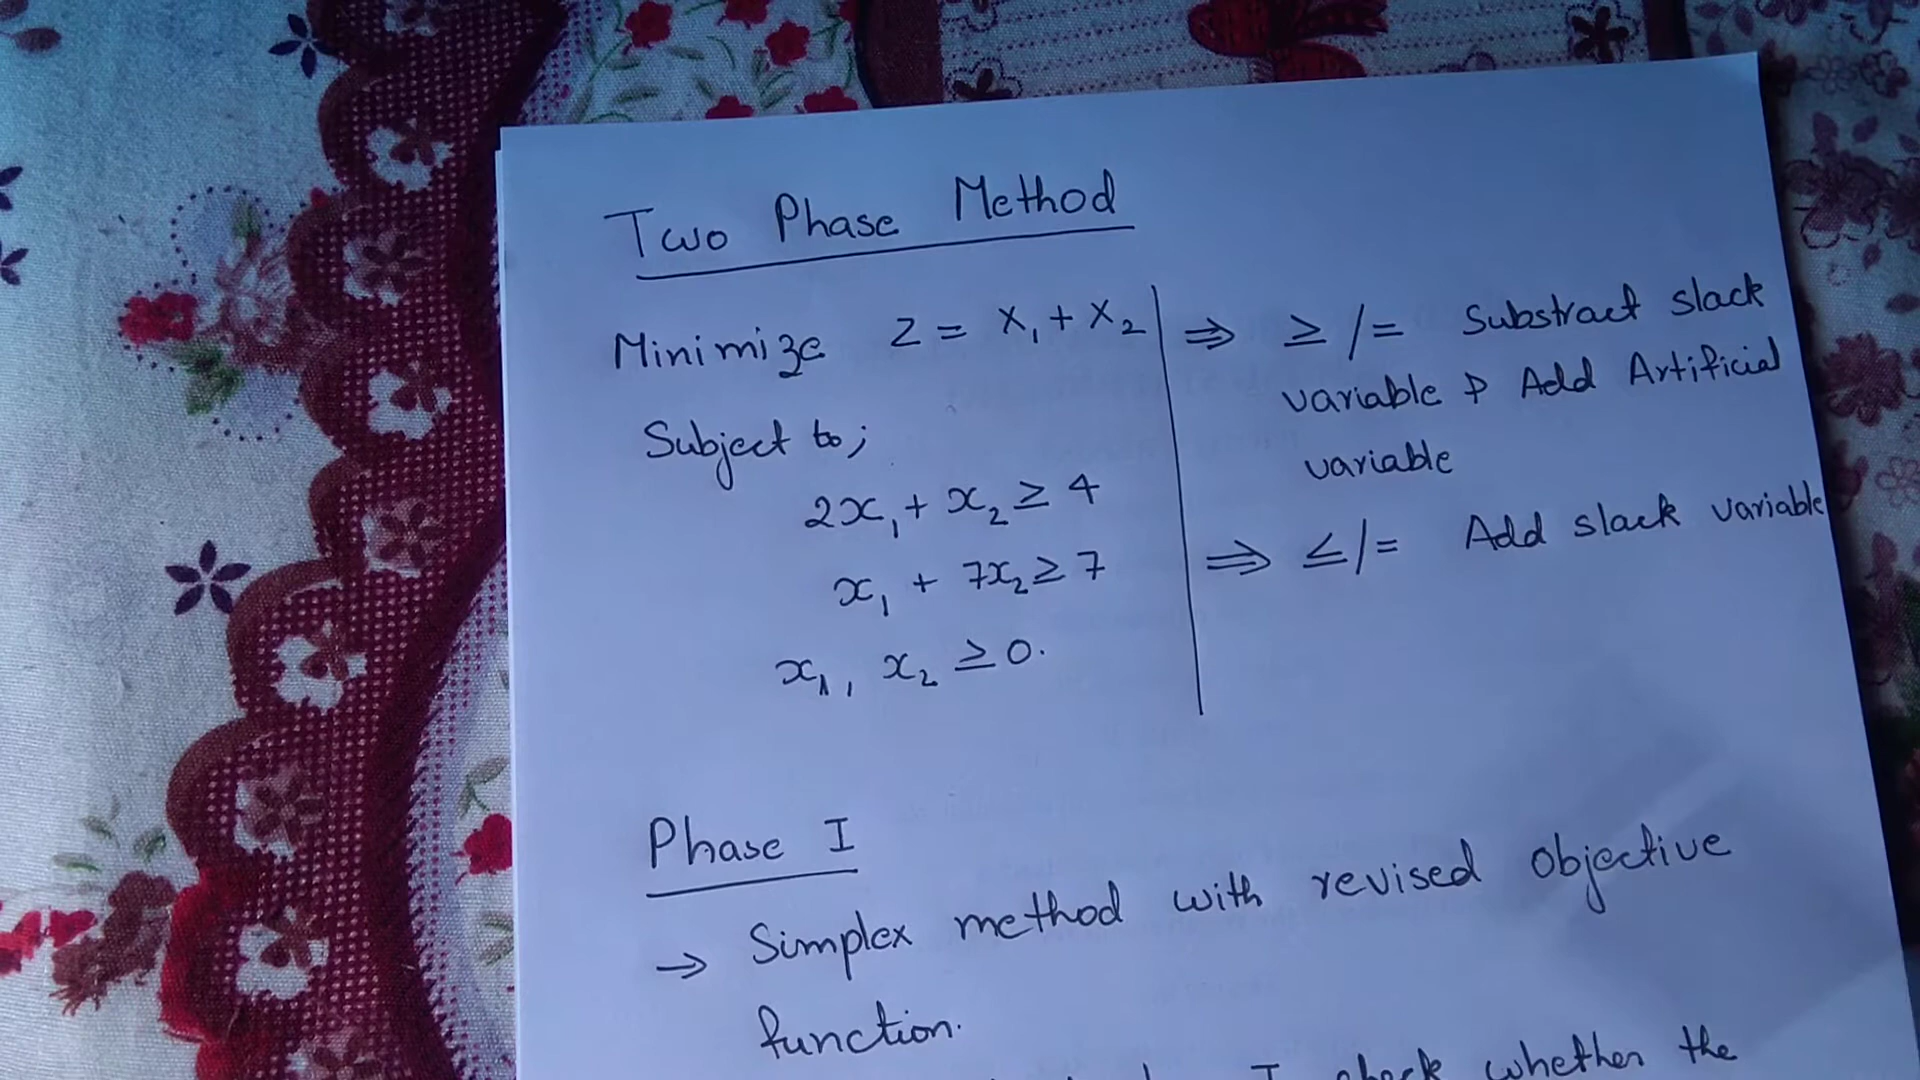 Two Phase Method
Minimize Z = X₁ + X₂
Subject to;
2x₁ + x₂ ≥ 4
x₁ + 7x₂ ≥ 7
x₁, x₂ ≥ 0.
⇒ ≥/= Substract slack
variable & Add Artificial
variable
⇒ ≤/= Add slack variable
Phase I
→ Simplex method with revised objective
function.
I check whether the